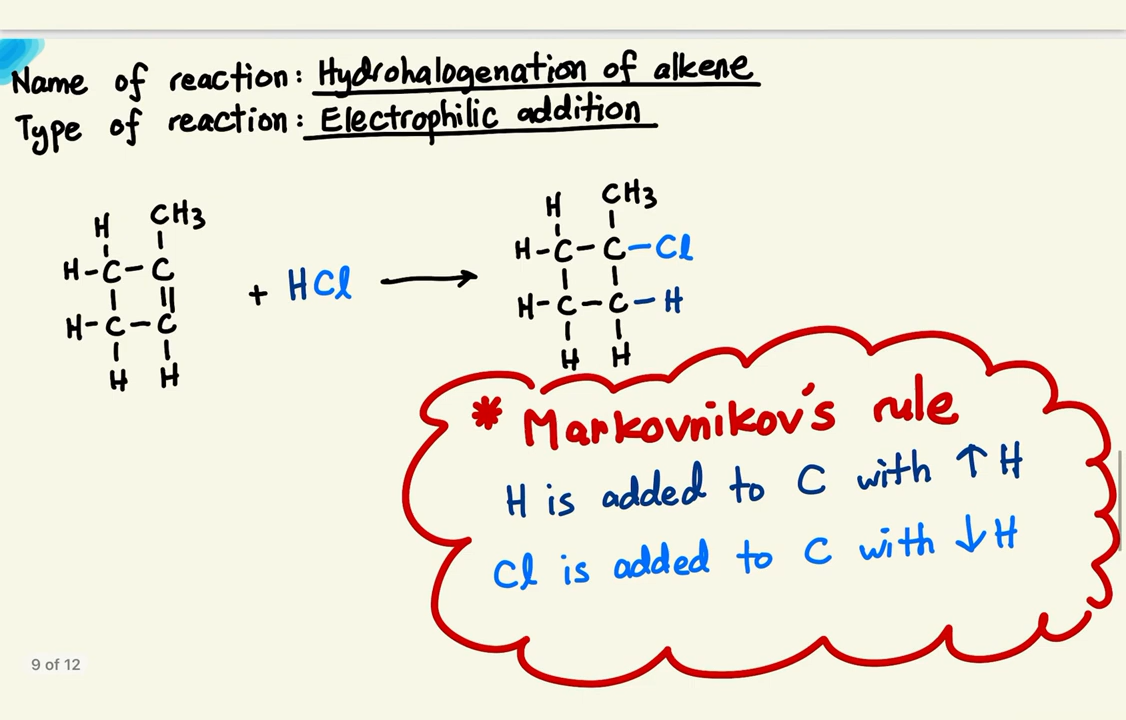 Name of reaction: Hydrohalogenation of alkene
Type of reaction: Electrophilic addition
H CH3
H-C-C
H-C-C
H H
+ HCl
H CH3
H-C-C-Cl
H-C-C-H
H H
* Markovnikov's rule
H is added to C with ↑ H
Cl is added to C with ↓ H
9 of 12